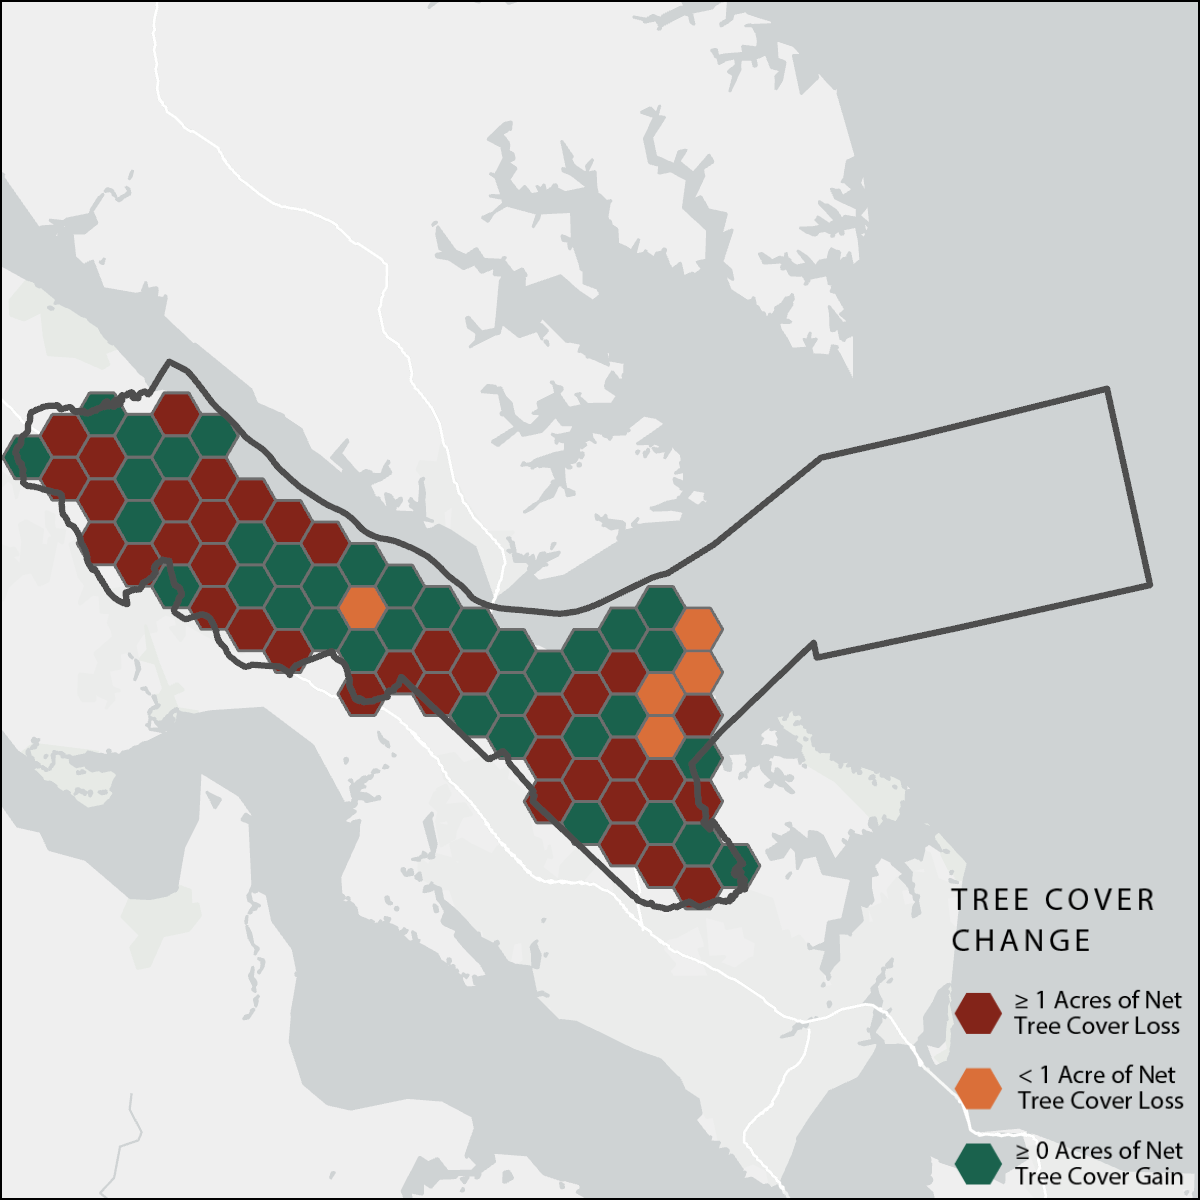 TREE COVER
CHANGE
≥ 1 Acres of Net
Tree Cover Loss
< 1 Acre of Net
Tree Cover Loss
≥ 0 Acres of Net
Tree Cover Gain